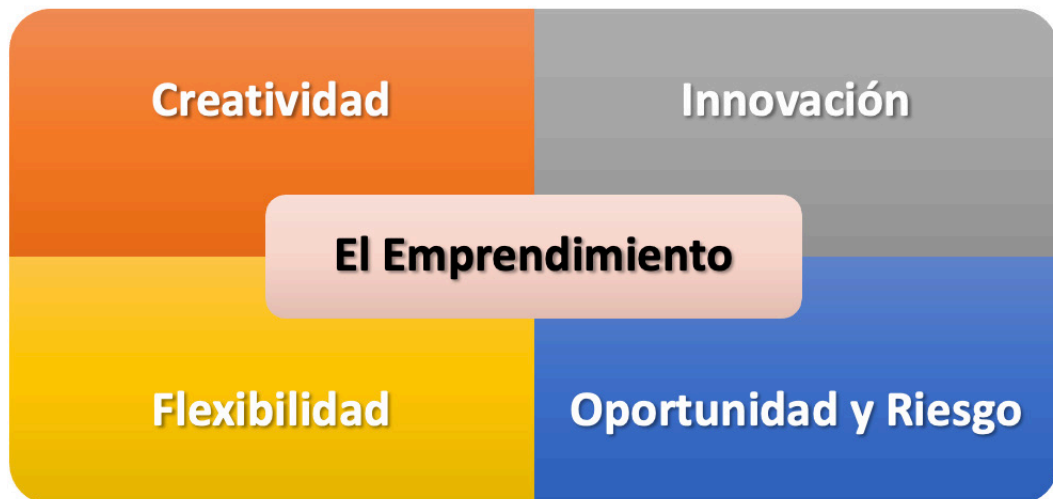 Creatividad
Innovación
El Emprendimiento
Flexibilidad
Oportunidad y Riesgo